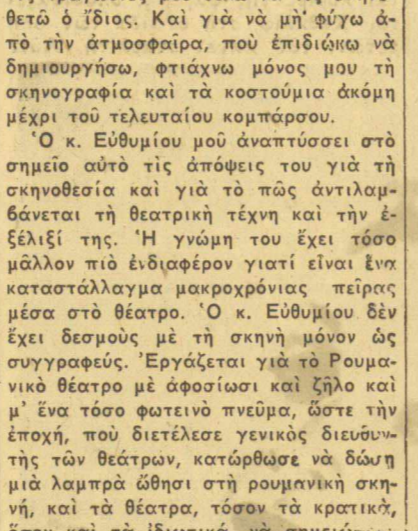 θετῶ ὁ ἴδιος. Καὶ γιὰ νὰ μὴ φύγω ἀ-
πὸ τὴν ἀτμοσφαῖρα, ποὺ ἐπιδιώκω νὰ
δημιουργήσω, φτιάχνω μόνος μου τὴ
σκηνογραφία καὶ τὰ κοστούμια ἀκόμη
μέχρι τοῦ τελευταίου κομπάρσου.
Ὁ κ. Εὐθυμίου μοῦ ἀναπτύσσει στὸ
σημεῖο αὐτὸ τὶς ἀπόψεις του γιὰ τὴ
σκηνοθεσία καὶ γιὰ τὸ πῶς ἀντιλαμ-
βάνεται τὴ θεατρικὴ τέχνη καὶ τὴν ἐ-
ξέλιξί της. Ἡ γνώμη του ἔχει τόσο
μᾶλλον πιὸ ἐνδιαφέρον γιατί εἶναι ἕνα
καταστάλλαγμα μακροχρόνιας πεῖρας
μέσα στὸ θέατρο. Ὁ κ. Εὐθυμίου δὲν
ἔχει δεσμοὺς μὲ τὴ σκηνὴ μόνον ὡς
συγγραφεύς. Ἐργάζεται γιὰ τὸ Ρουμα-
νικὸ θέατρο μὲ ἀφοσίωσι καὶ ζῆλο καὶ
μ' ἕνα τόσο φωτεινὸ πνεῦμα, ὥστε τὴν
ἐποχή, ποὺ διετέλεσε γενικὸς διευθυν-
τὴς τῶν θεάτρων, κατώρθωσε νὰ δώσῃ
μιὰ λαμπρὰ ὤθησι στὴ ρουμανικὴ σκη-
νή, καὶ τὰ θέατρα, τόσον τὰ κρατικά,